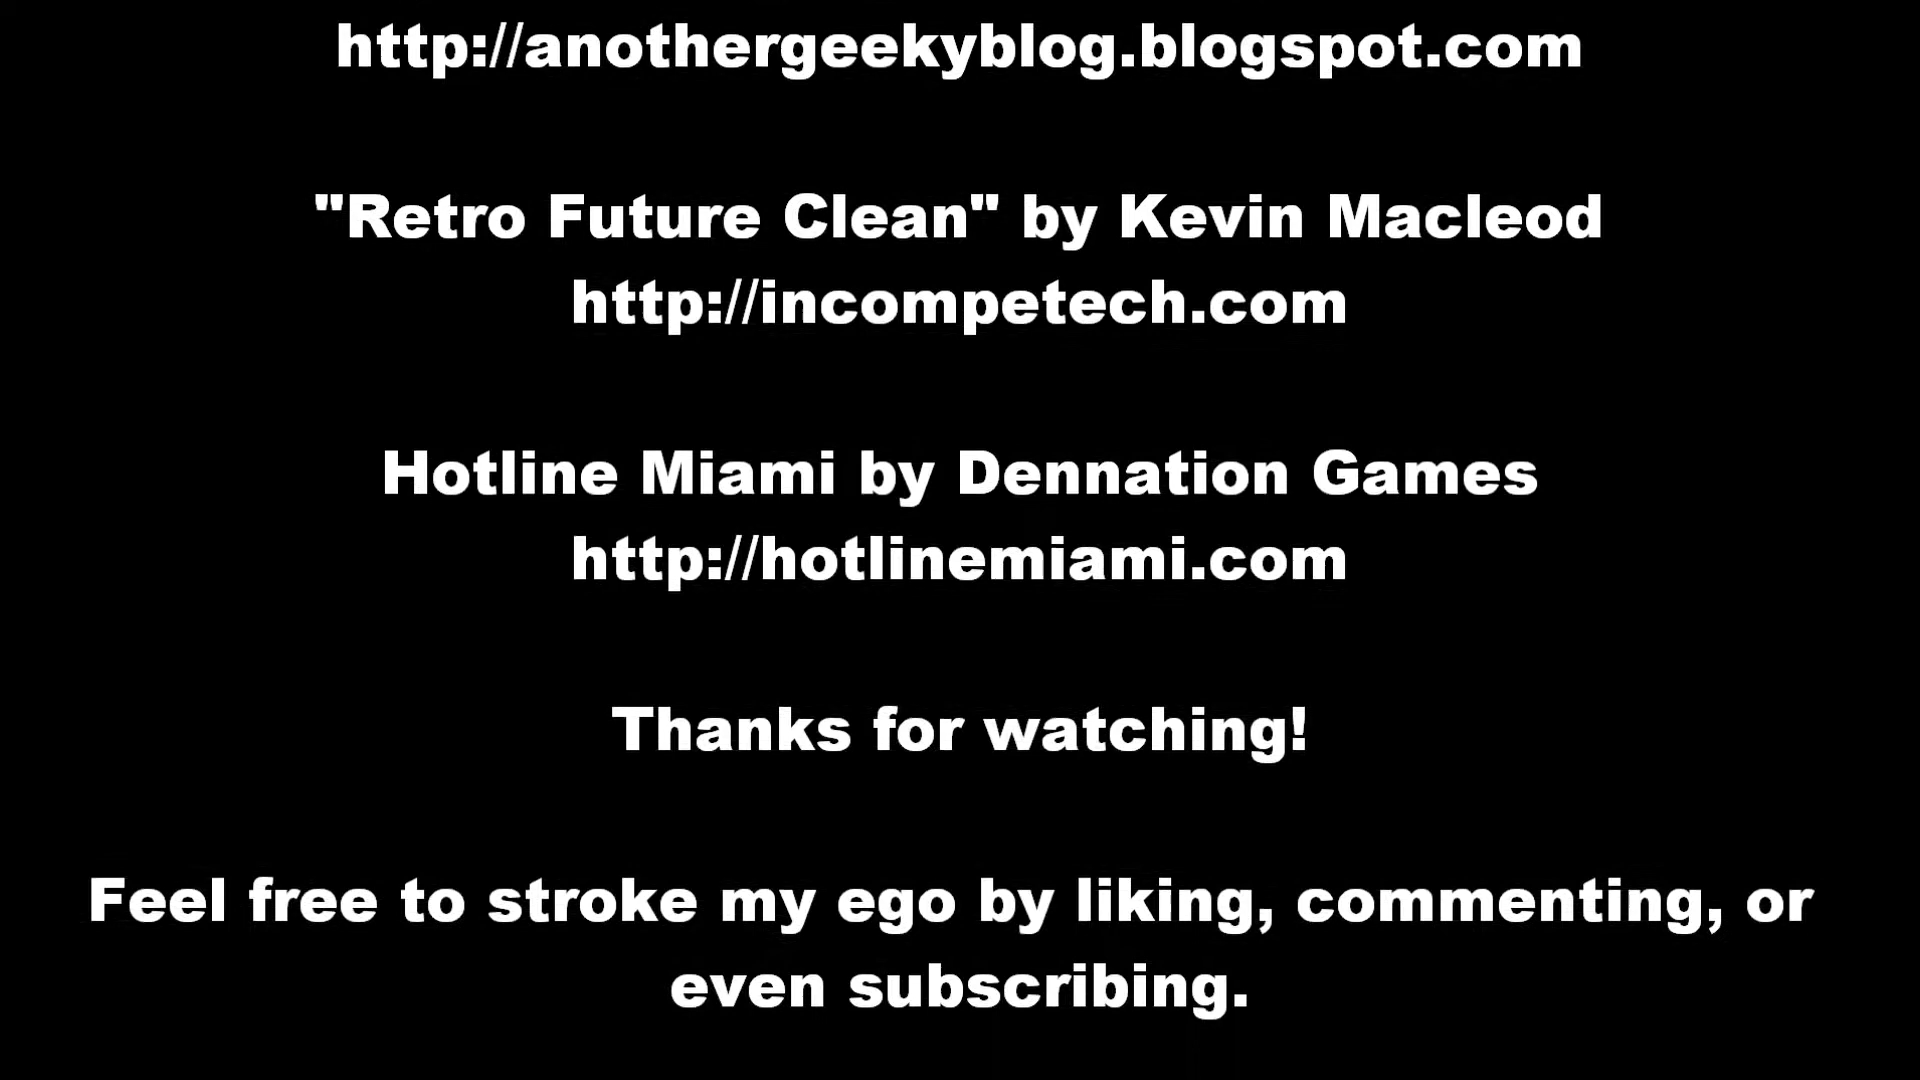 http://anothergeekyblog.blogspot.com
"Retro Future Clean" by Kevin Macleod
http://incompetech.com
Hotline Miami by Dennation Games
http://hotlinemiami.com
Thanks for watching!
Feel free to stroke my ego by liking, commenting, or
even subscribing.